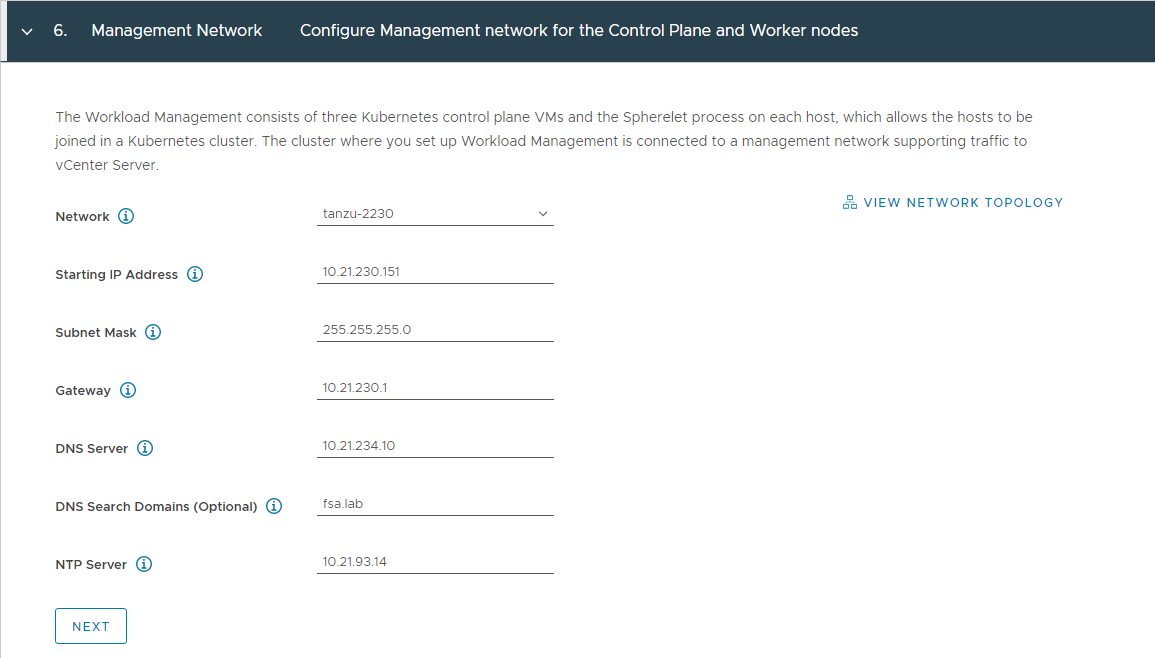 6. Management Network Configure Management network for the Control Plane and Worker nodes
The Workload Management consists of three Kubernetes control plane VMs and the Spherelet process on each host, which allows the hosts to be
joined in a Kubernetes cluster. The cluster where you set up Workload Management is connected to a management network supporting traffic to
vCenter Server.
VIEW NETWORK TOPOLOGY
Network tanzu-2230
Starting IP Address 10.21.230.151
Subnet Mask 255.255.255.0
Gateway 10.21.230.1
DNS Server 10.21.234.10
DNS Search Domains (Optional) fsa.lab
NTP Server 10.21.93.14
NEXT